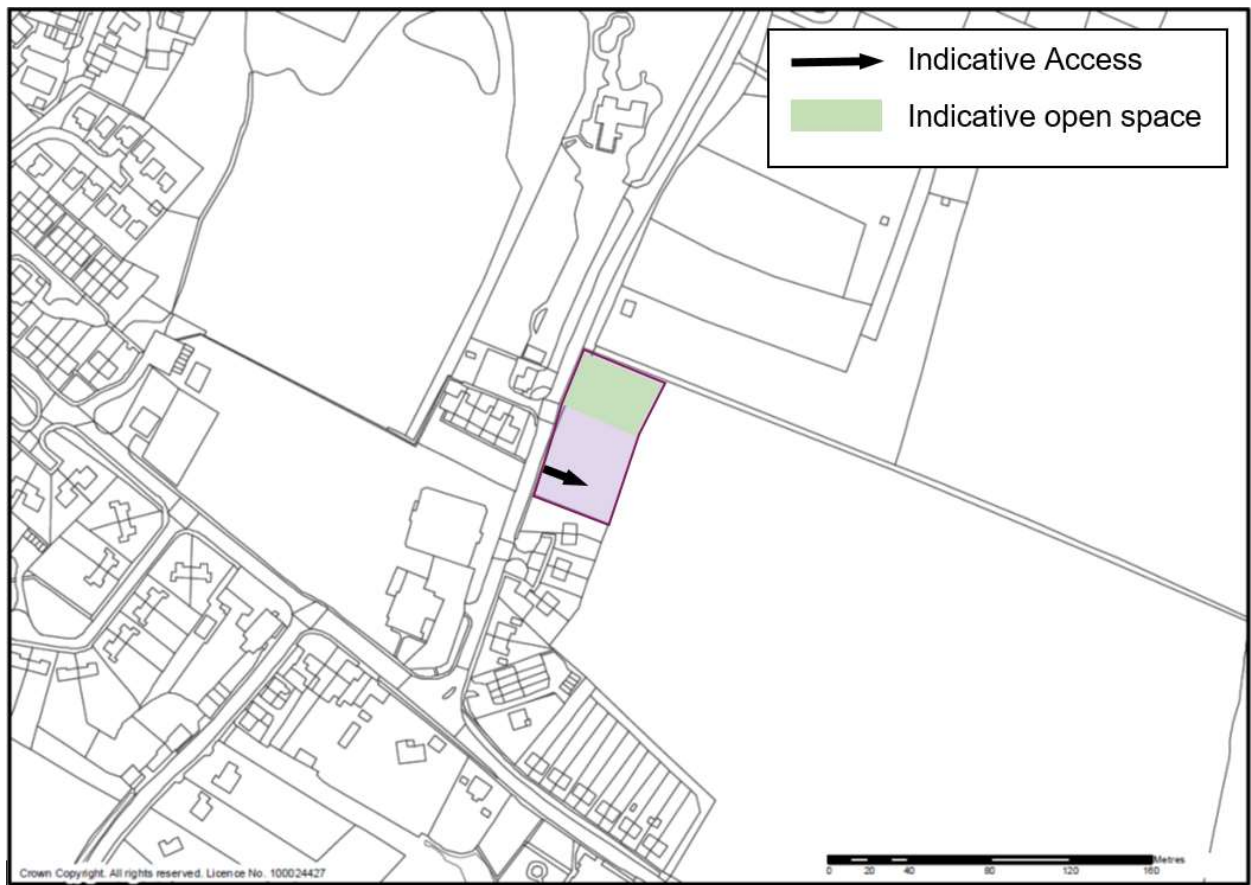 Indicative Access
Indicative open space
Metres
0 20 40 80 120 160
Crown Copyright. All rights reserved. Licence No. 100024427